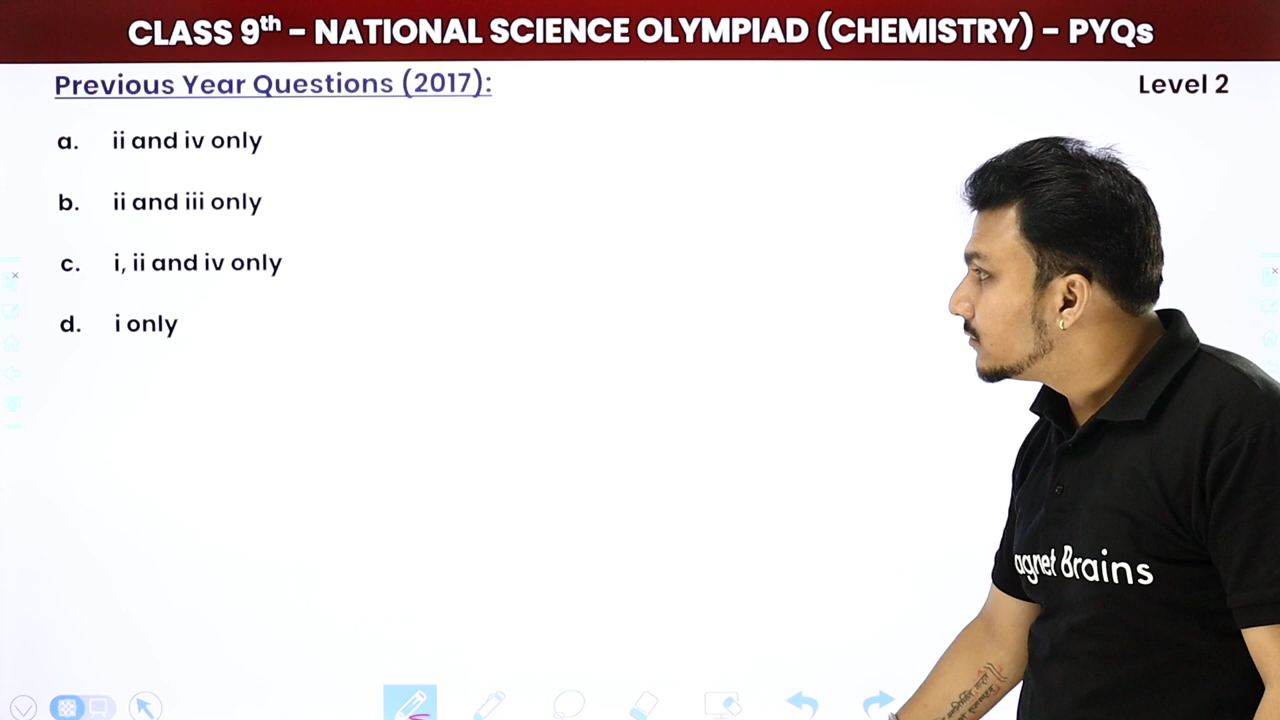 CLASS 9th – NATIONAL SCIENCE OLYMPIAD (CHEMISTRY) – PYQs
Previous Year Questions (2017):
Level 2
a. ii and iv only
b. ii and iii only
c. i, ii and iv only
d. i only
agnet Brains